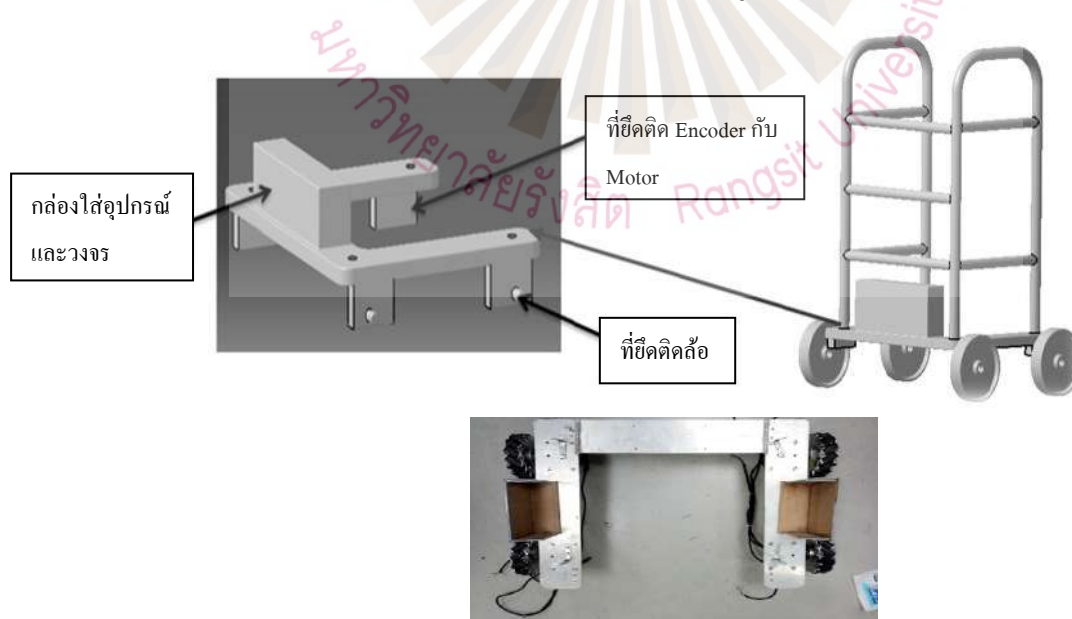 มหาวิทยาลัยรังสิต Rangsit Universit
ที่ยึดติด Encoder กับ
Motor
กล่องใส่อุปกรณ์
และวงจร
ที่ยึดติดล้อ